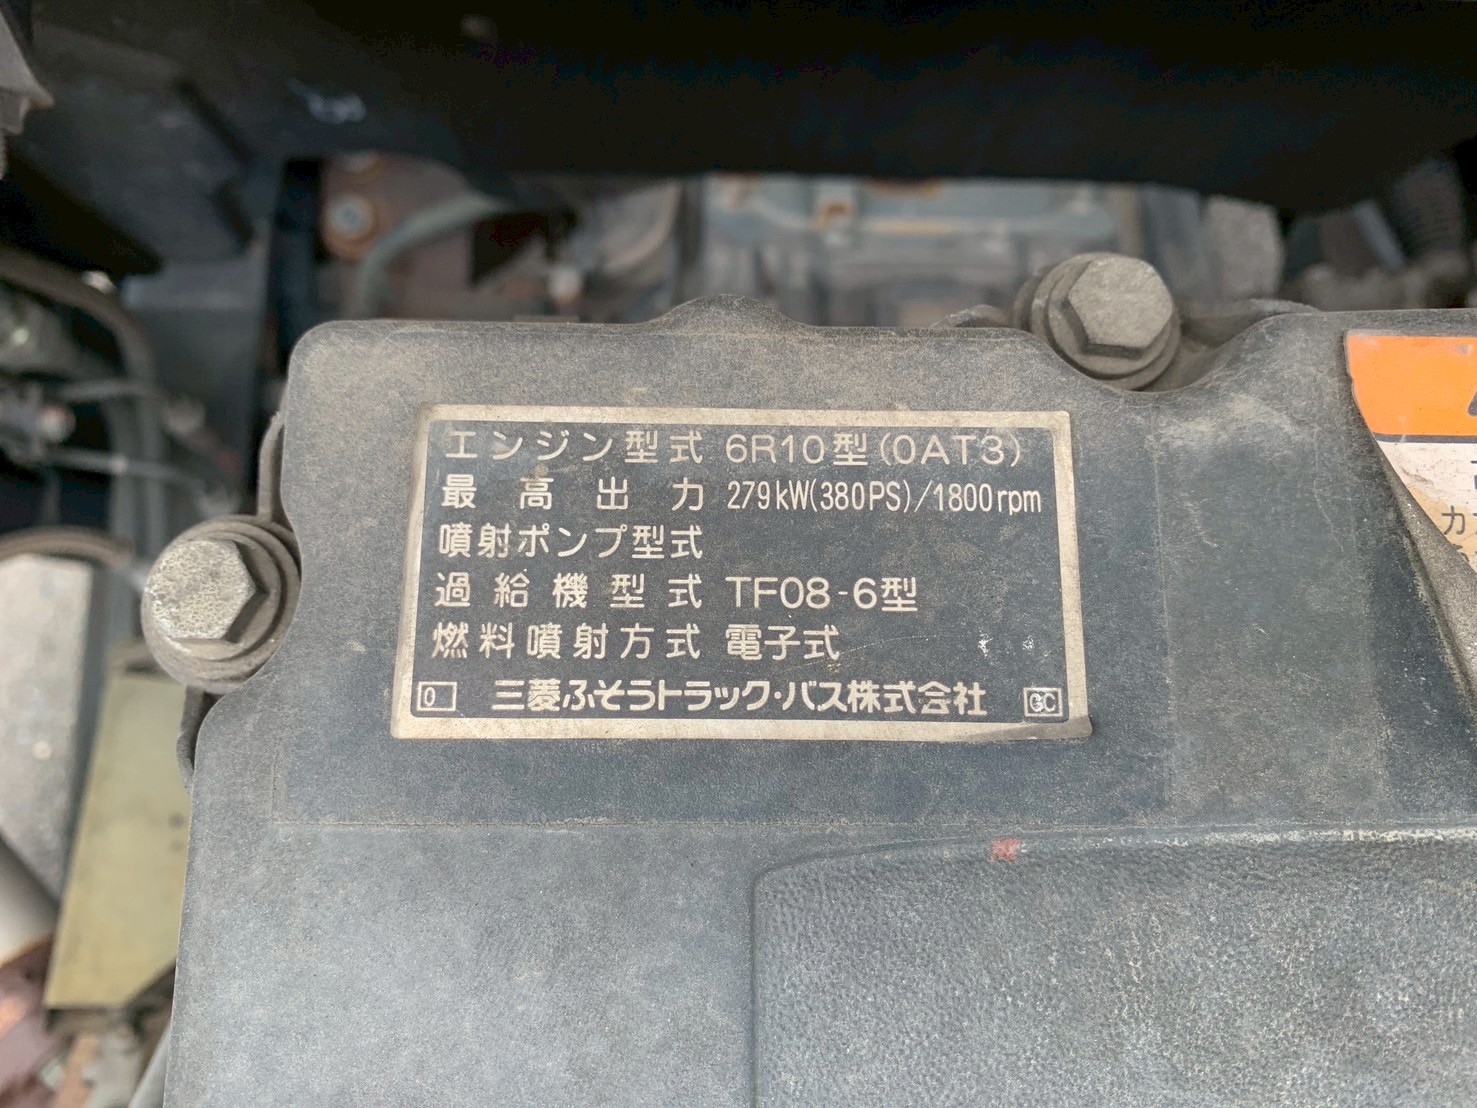 エンジン型式 6R10型(0AT3)
最高出力 279kW(380PS)/1800rpm
噴射ポンプ型式
過給機型式 TF08-6型
燃料噴射方式 電子式
0 三菱ふそうトラック・バス株式会社 GC
カ